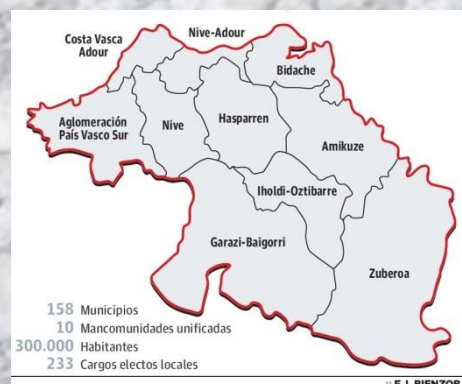 Nive-Adour
Costa Vasca
Adour
Bidache
Aglomeración
País Vasco Sur
Nive
Hasparren
Amikuze
Iholdi-Oztibarre
Garazi-Baigorri
Zuberoa
158 Municipios
10 Mancomunidades unificadas
300.000 Habitantes
233 Cargos electos locales